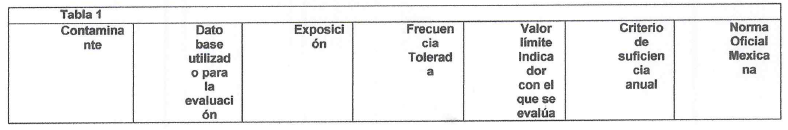 Tabla 1
Contamina
nte
Dato
base
utilizad
o para
la
evaluaci
ón
Exposici
ón
Frecuen
cia
Tolerad
a
Valor
límite
Indica
dor
con el
que se
evalúa
Criterio
de
suficien
cia
anual
Norma
Oficial
Mexica
na